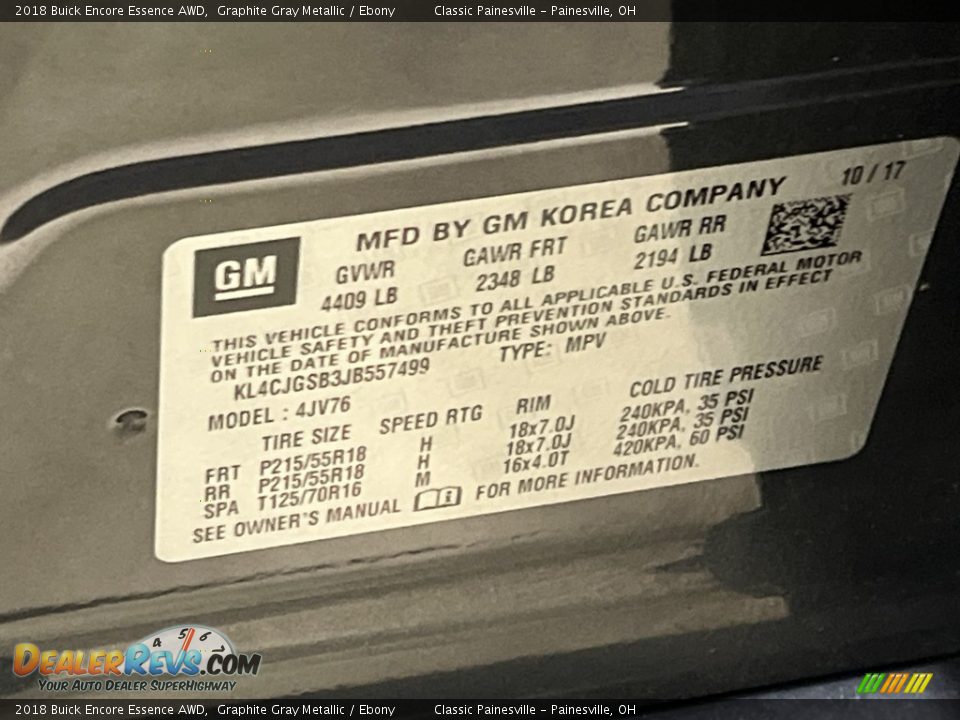 2018 Buick Encore Essence AWD, Graphite Gray Metallic / Ebony Classic Painesville – Painesville, OH
10 / 17
MFD BY GM KOREA COMPANY
GM
GVWR GAWR FRT GAWR RR
4409 LB 2348 LB 2194 LB
THIS VEHICLE CONFORMS TO ALL APPLICABLE U.S. FEDERAL MOTOR
VEHICLE SAFETY AND THEFT PREVENTION STANDARDS IN EFFECT
ON THE DATE OF MANUFACTURE SHOWN ABOVE.
KL4CJGSB3JB557499 TYPE: MPV
MODEL : 4JV76
TIRE SIZE SPEED RTG RIM COLD TIRE PRESSURE
FRT P215/55R18 H 18x7.0J 240KPA, 35 PSI
RR P215/55R18 H 18x7.0J 240KPA, 35 PSI
SPA T125/70R16 M 16x4.0T 420KPA, 60 PSI
SEE OWNER'S MANUAL FOR MORE INFORMATION.
4 5 6
DEALERREVS.COM
YOUR AUTO DEALER SUPERHIGHWAY
2018 Buick Encore Essence AWD, Graphite Gray Metallic / Ebony Classic Painesville – Painesville, OH